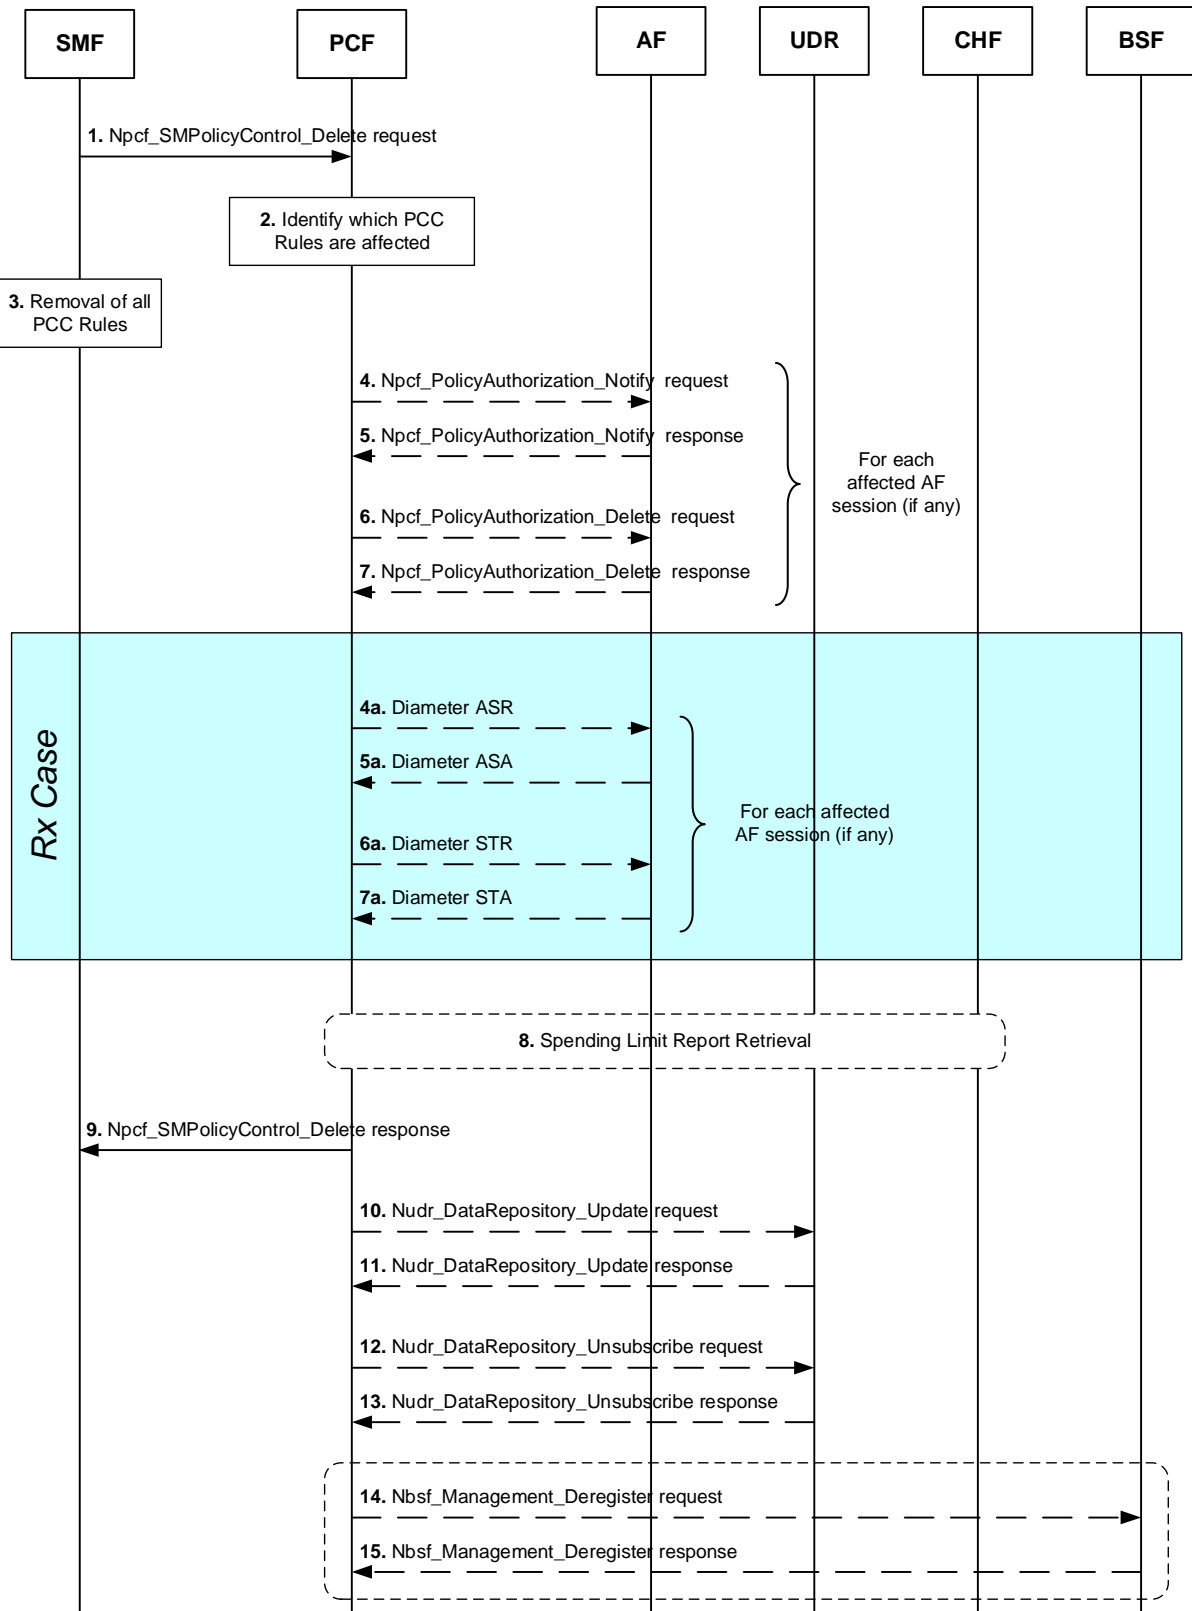 SMF
PCF
AF
UDR
CHF
BSF
1. Npcf_SMPolicyControl_Delete request
2. Identify which PCC
Rules are affected
3. Removal of all
PCC Rules
4. Npcf_PolicyAuthorization_Notify request
5. Npcf_PolicyAuthorization_Notify response
For each
affected AF
session (if any)
6. Npcf_PolicyAuthorization_Delete request
7. Npcf_PolicyAuthorization_Delete response
Rx Case
4a. Diameter ASR
5a. Diameter ASA
For each affected
AF session (if any)
6a. Diameter STR
7a. Diameter STA
8. Spending Limit Report Retrieval
9. Npcf_SMPolicyControl_Delete response
10. Nudr_DataRepository_Update request
11. Nudr_DataRepository_Update response
12. Nudr_DataRepository_Unsubscribe request
13. Nudr_DataRepository_Unsubscribe response
14. Nbsf_Management_Deregister request
15. Nbsf_Management_Deregister response